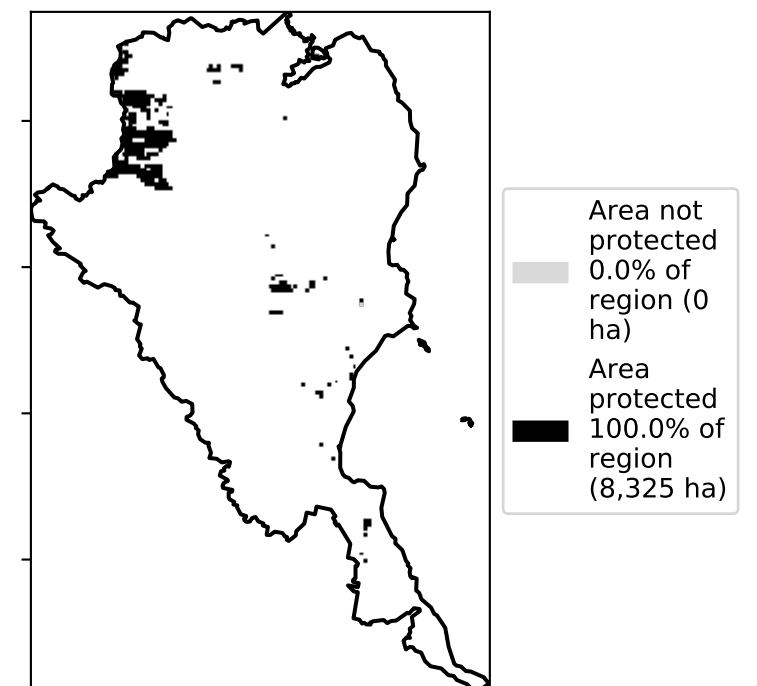 Area not
protected
0.0% of
region (0
ha)
Area
protected
100.0% of
region
(8,325 ha)